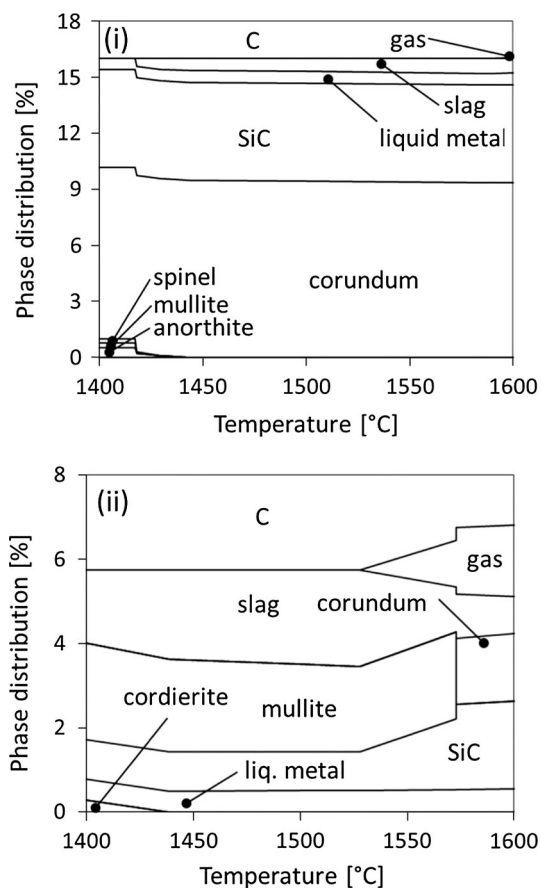 18
(i)
C
gas
15
slag
liquid metal
Phase distribution [%]
12
SiC
9
6
spinel
mullite
corundum
3
anorthite
0
1400
1450
1500
1550
1600
Temperature [°C]
8
(ii)
C
gas
6
slag
corundum
Phase distribution [%]
4
cordierite
mullite
2
liq. metal
SiC
0
1400
1450
1500
1550
1600
Temperature [°C]